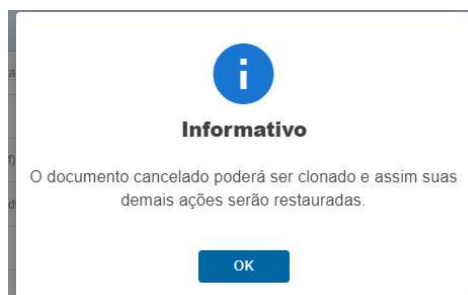 Informativo
O documento cancelado poderá ser clonado e assim suas
demais ações serão restauradas.
OK